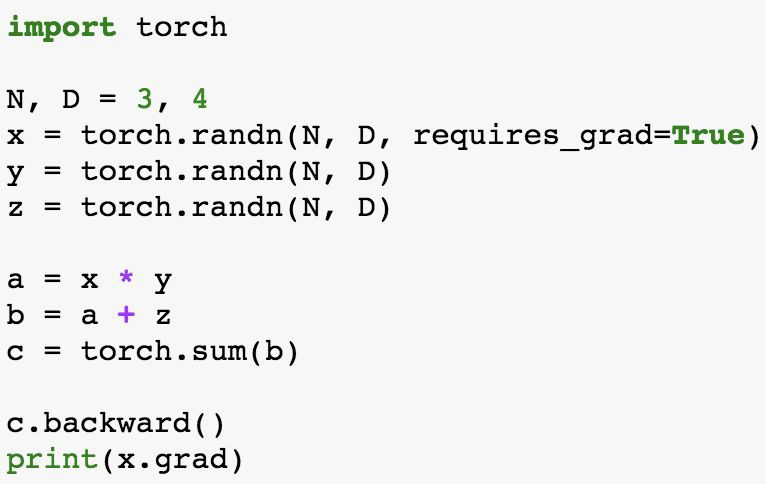 import torch
N, D = 3, 4
x = torch.randn(N, D, requires_grad=True)
y = torch.randn(N, D)
z = torch.randn(N, D)
a = x * y
b = a + z
c = torch.sum(b)
c.backward()
print(x.grad)